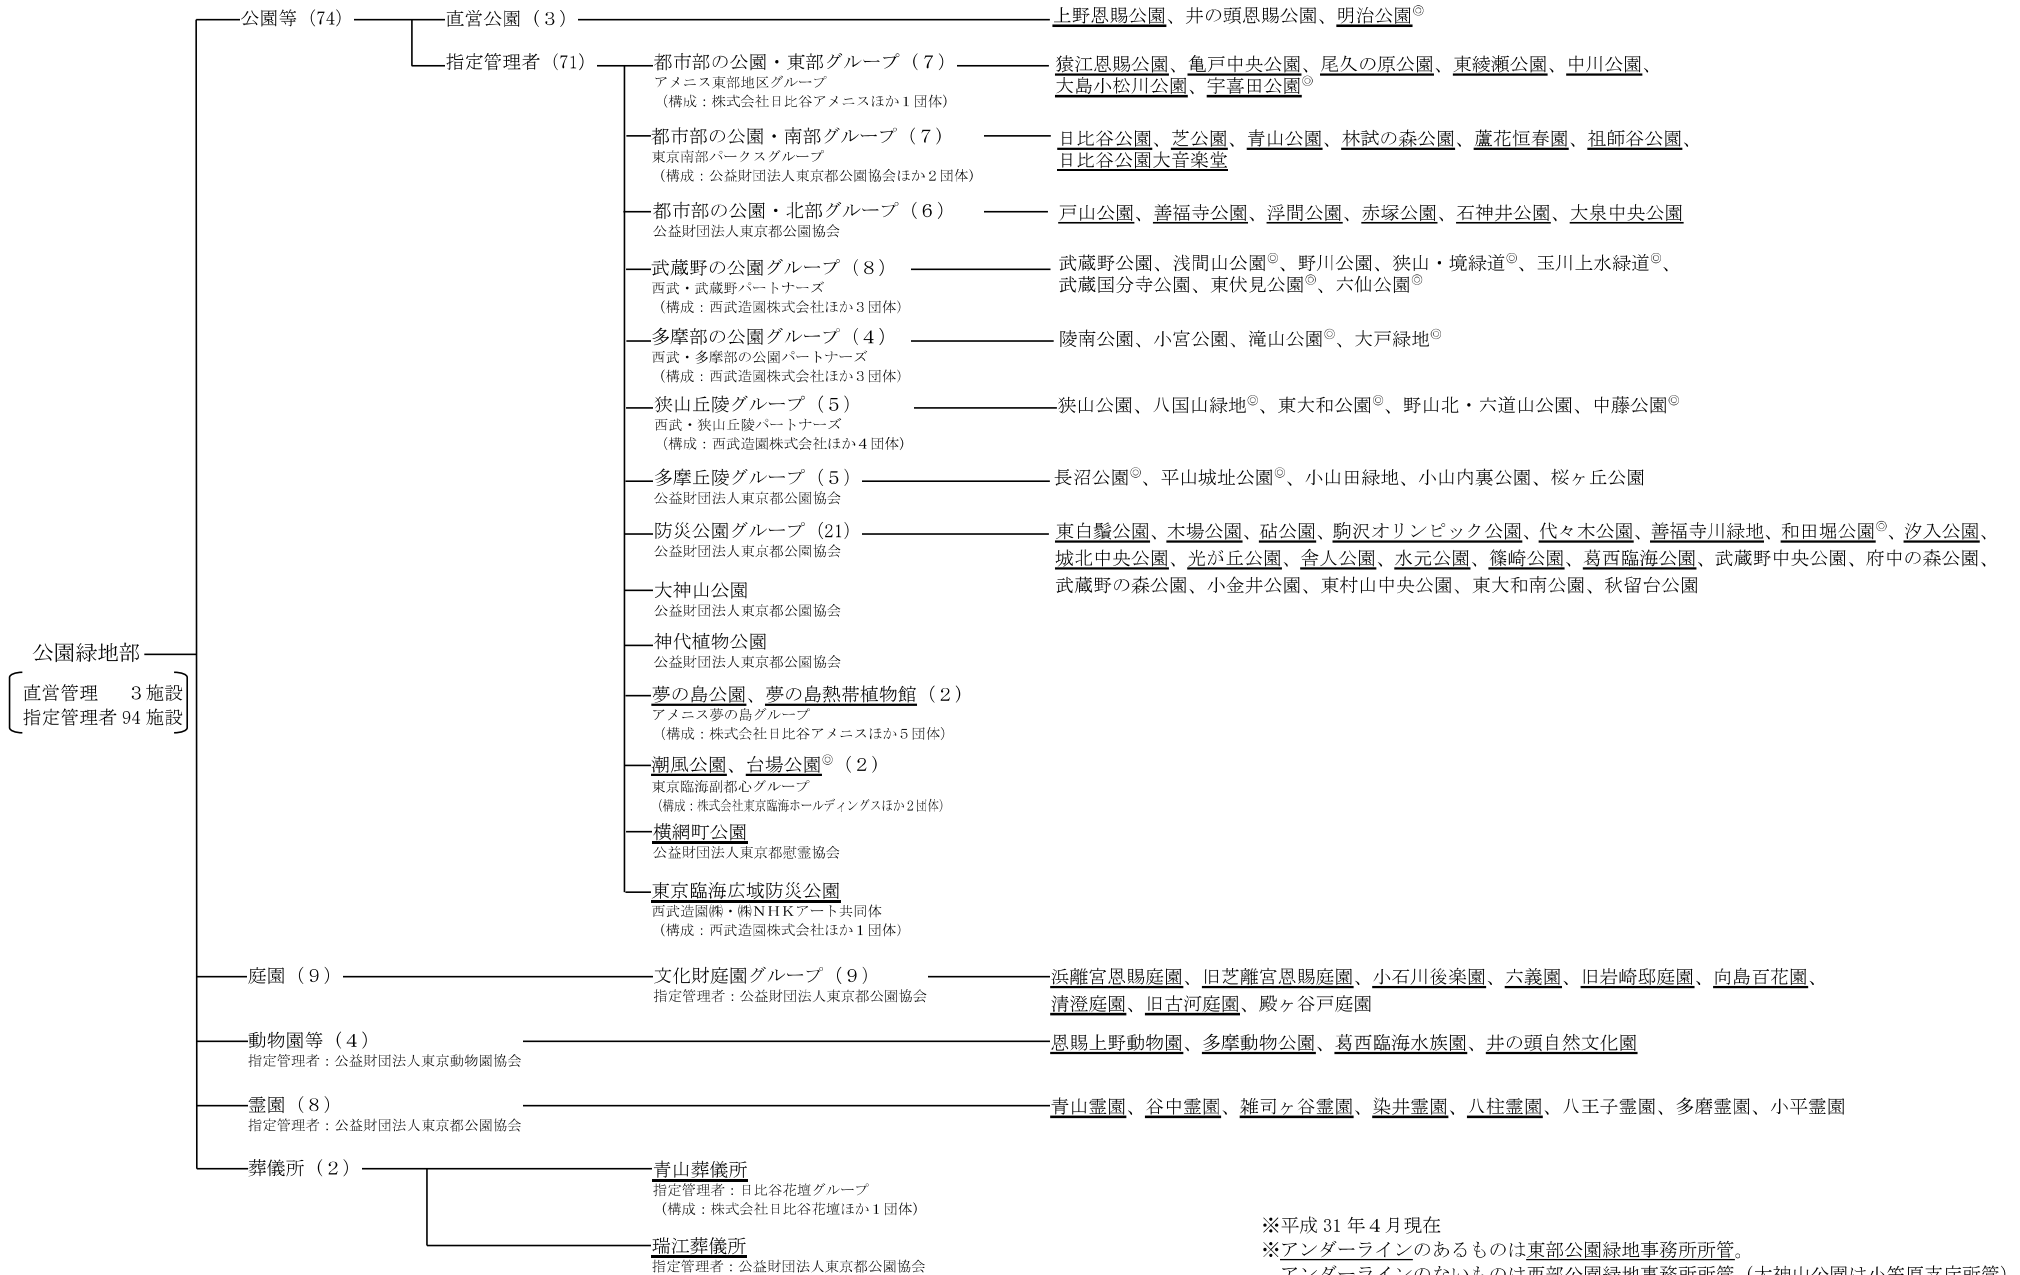 公園等（74）
直営公園（３）
上野恩賜公園、井の頭恩賜公園、明治公園◎
指定管理者（71）
都市部の公園・東部グループ（７）
アメニス東部地区グループ
（構成：株式会社日比谷アメニスほか１団体）
猿江恩賜公園、亀戸中央公園、尾久の原公園、東綾瀬公園、中川公園、
大島小松川公園、宇喜田公園◎
都市部の公園・南部グループ（７）
東京南部パークスグループ
（構成：公益財団法人東京都公園協会ほか２団体）
日比谷公園、芝公園、青山公園、林試の森公園、蘆花恒春園、祖師谷公園、
日比谷公園大音楽堂
都市部の公園・北部グループ（６）
公益財団法人東京都公園協会
戸山公園、善福寺公園、浮間公園、赤塚公園、石神井公園、大泉中央公園
武蔵野の公園グループ（８）
西武・武蔵野パートナーズ
（構成：西武造園株式会社ほか３団体）
武蔵野公園、浅間山公園◎、野川公園、狭山・境緑道◎、玉川上水緑道◎、
武蔵国分寺公園、東伏見公園◎、六仙公園◎
多摩部の公園グループ（４）
西武・多摩部の公園パートナーズ
（構成：西武造園株式会社ほか３団体）
陵南公園、小宮公園、滝山公園◎、大戸緑地◎
狭山丘陵グループ（５）
西武・狭山丘陵パートナーズ
（構成：西武造園株式会社ほか４団体）
狭山公園、八国山緑地◎、東大和公園◎、野山北・六道山公園、中藤公園◎
多摩丘陵グループ（５）
公益財団法人東京都公園協会
長沼公園◎、平山城址公園◎、小山田緑地、小山内裏公園、桜ヶ丘公園
防災公園グループ（21）
公益財団法人東京都公園協会
東白鬚公園、木場公園、砧公園、駒沢オリンピック公園、代々木公園、善福寺川緑地、和田堀公園◎、汐入公園、
城北中央公園、光が丘公園、舎人公園、水元公園、篠崎公園、葛西臨海公園、武蔵野中央公園、府中の森公園、
武蔵野の森公園、小金井公園、東村山中央公園、東大和南公園、秋留台公園
大神山公園
公益財団法人東京都公園協会
神代植物公園
公益財団法人東京都公園協会
公園緑地部
直営管理　３施設
指定管理者 94 施設
夢の島公園、夢の島熱帯植物館（２）
アメニス夢の島グループ
（構成：株式会社日比谷アメニスほか５団体）
潮風公園、台場公園◎（２）
東京臨海副都心グループ
（構成：株式会社東京臨海ホールディングスほか２団体）
横網町公園
公益財団法人東京都慰霊協会
東京臨海広域防災公園
西武造園㈱・㈱NHKアート共同体
（構成：西武造園株式会社ほか１団体）
庭園（９）
文化財庭園グループ（９）
指定管理者：公益財団法人東京都公園協会
浜離宮恩賜庭園、旧芝離宮恩賜庭園、小石川後楽園、六義園、旧岩崎邸庭園、向島百花園、
清澄庭園、旧古河庭園、殿ヶ谷戸庭園
動物園等（４）
指定管理者：公益財団法人東京動物園協会
恩賜上野動物園、多摩動物公園、葛西臨海水族園、井の頭自然文化園
霊園（８）
指定管理者：公益財団法人東京都公園協会
青山霊園、谷中霊園、雑司ヶ谷霊園、染井霊園、八柱霊園、八王子霊園、多磨霊園、小平霊園
葬儀所（２）
青山葬儀所
指定管理者：日比谷花壇グループ
（構成：株式会社日比谷花壇ほか１団体）
瑞江葬儀所
指定管理者：公益財団法人東京都公園協会
※平成 31 年４月現在
※アンダーラインのあるものは東部公園緑地事務所所管。
アンダーラインのないものは西部公園緑地事務所所管（大神山公園は小笠原支庁所管）